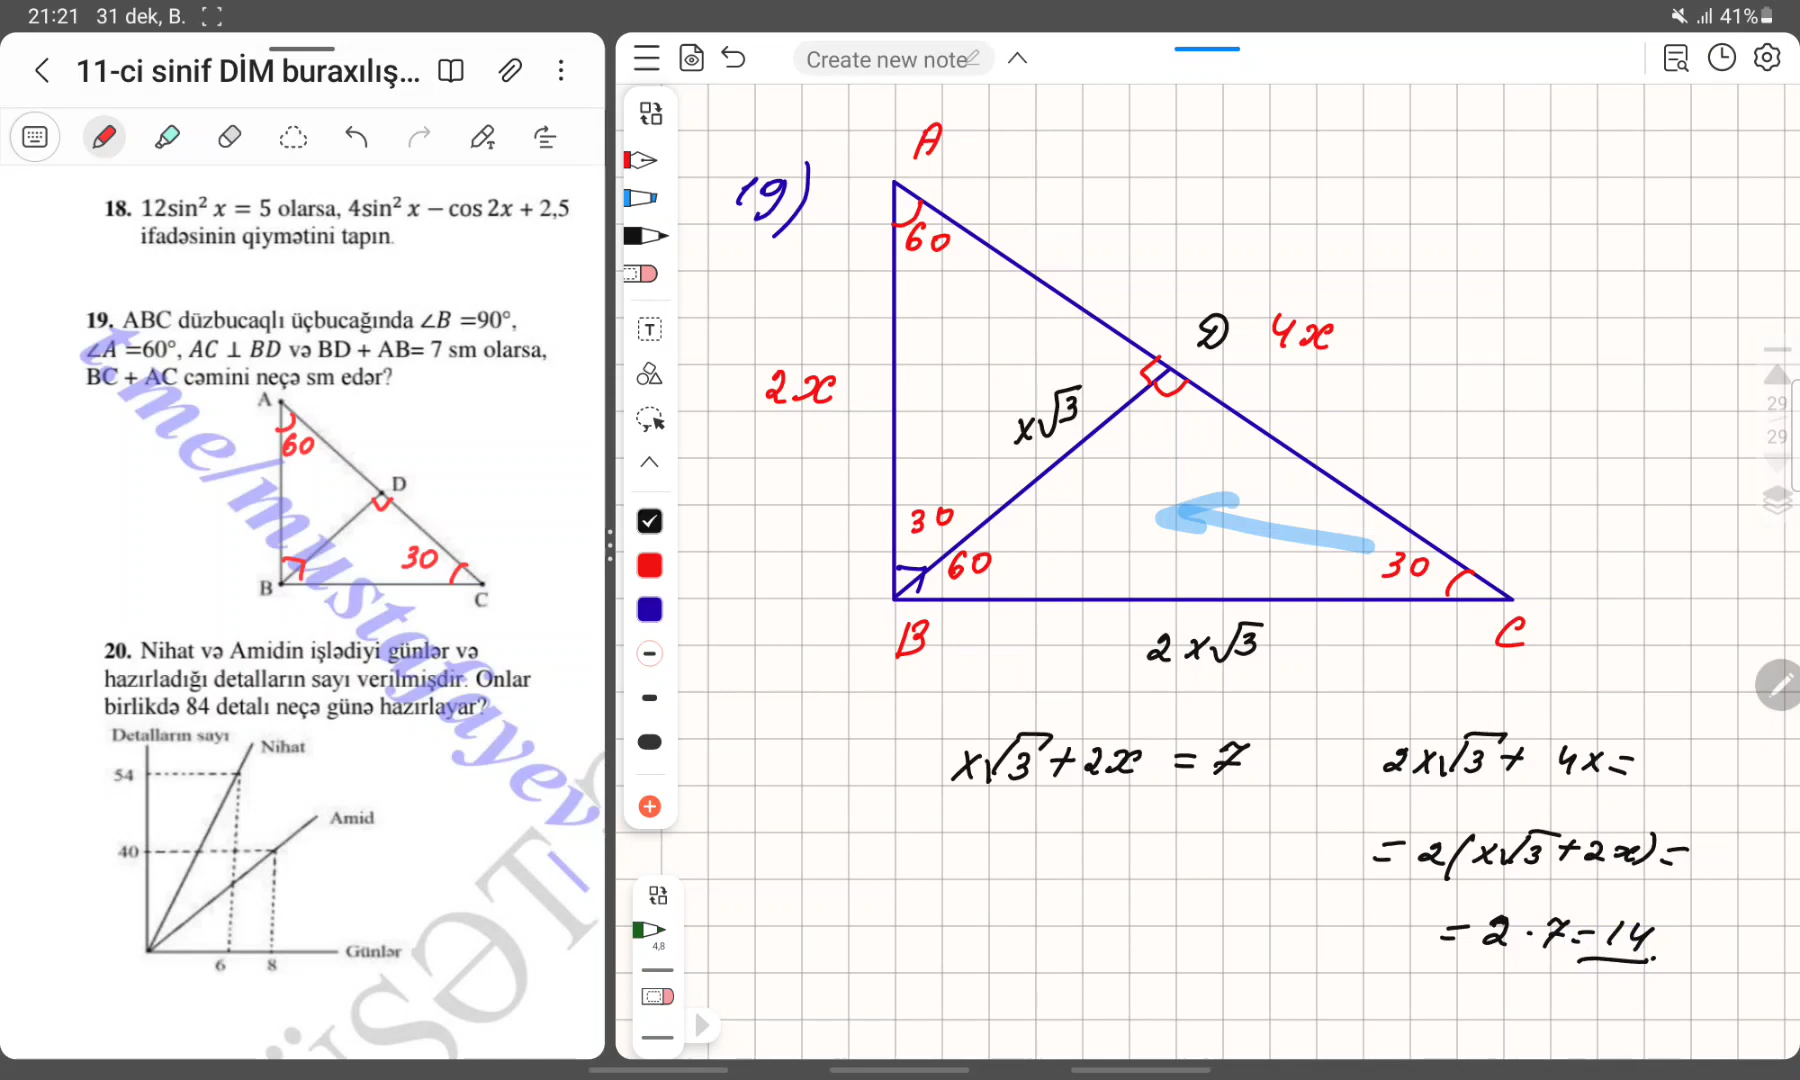 21:21 31 dek, B.
41%
11-ci sinif DİM buraxılış...
Create new note
18. 12sin² x = 5 olarsa, 4sin² x − cos 2x + 2,5
ifadəsinin qiymətini tapın.
19. ABC düzbucaqlı üçbucağında ∠B =90°,
∠A =60°, AC ⊥ BD və BD + AB= 7 sm olarsa,
BC + AC cəmini neçə sm edər?
A
60
D
30
B
C
20. Nihat və Amidin işlədiyi günlər və
hazırladığı detalların sayı verilmişdir. Onlar
birlikdə 84 detalı neçə günə hazırlayar?
Detalların sayı
Nihat
54
Amid
40
Günlər
6 8
t.me/mustafayev_
ÜSƏT
T
4,8
19)
A
60
D 4x
2x
x√3
30
60
30
B
C
2x√3
x√3 + 2x = 7
2x√3 + 4x =
= 2(x√3 + 2x) =
= 2 · 7 = 14.
29
29